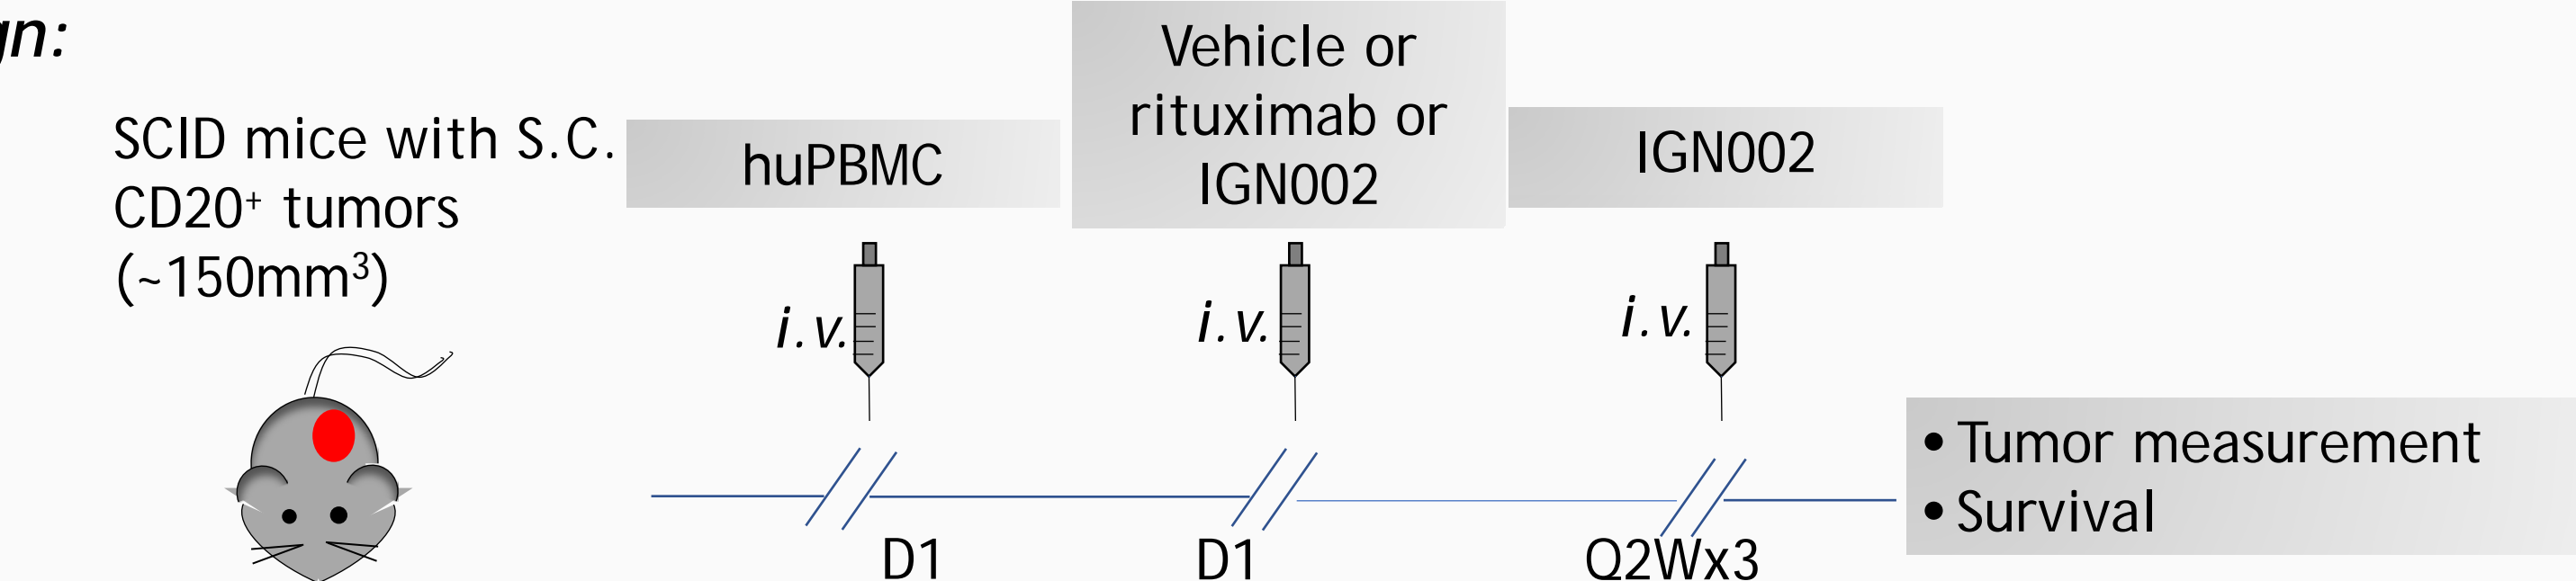 gn:
SCID mice with S.C.
CD20⁺ tumors
(~150mm³)
huPBMC
Vehicle or
rituximab or
IGN002
IGN002
i.v.
i.v.
i.v.
D1
D1
Q2Wx3
• Tumor measurement
• Survival